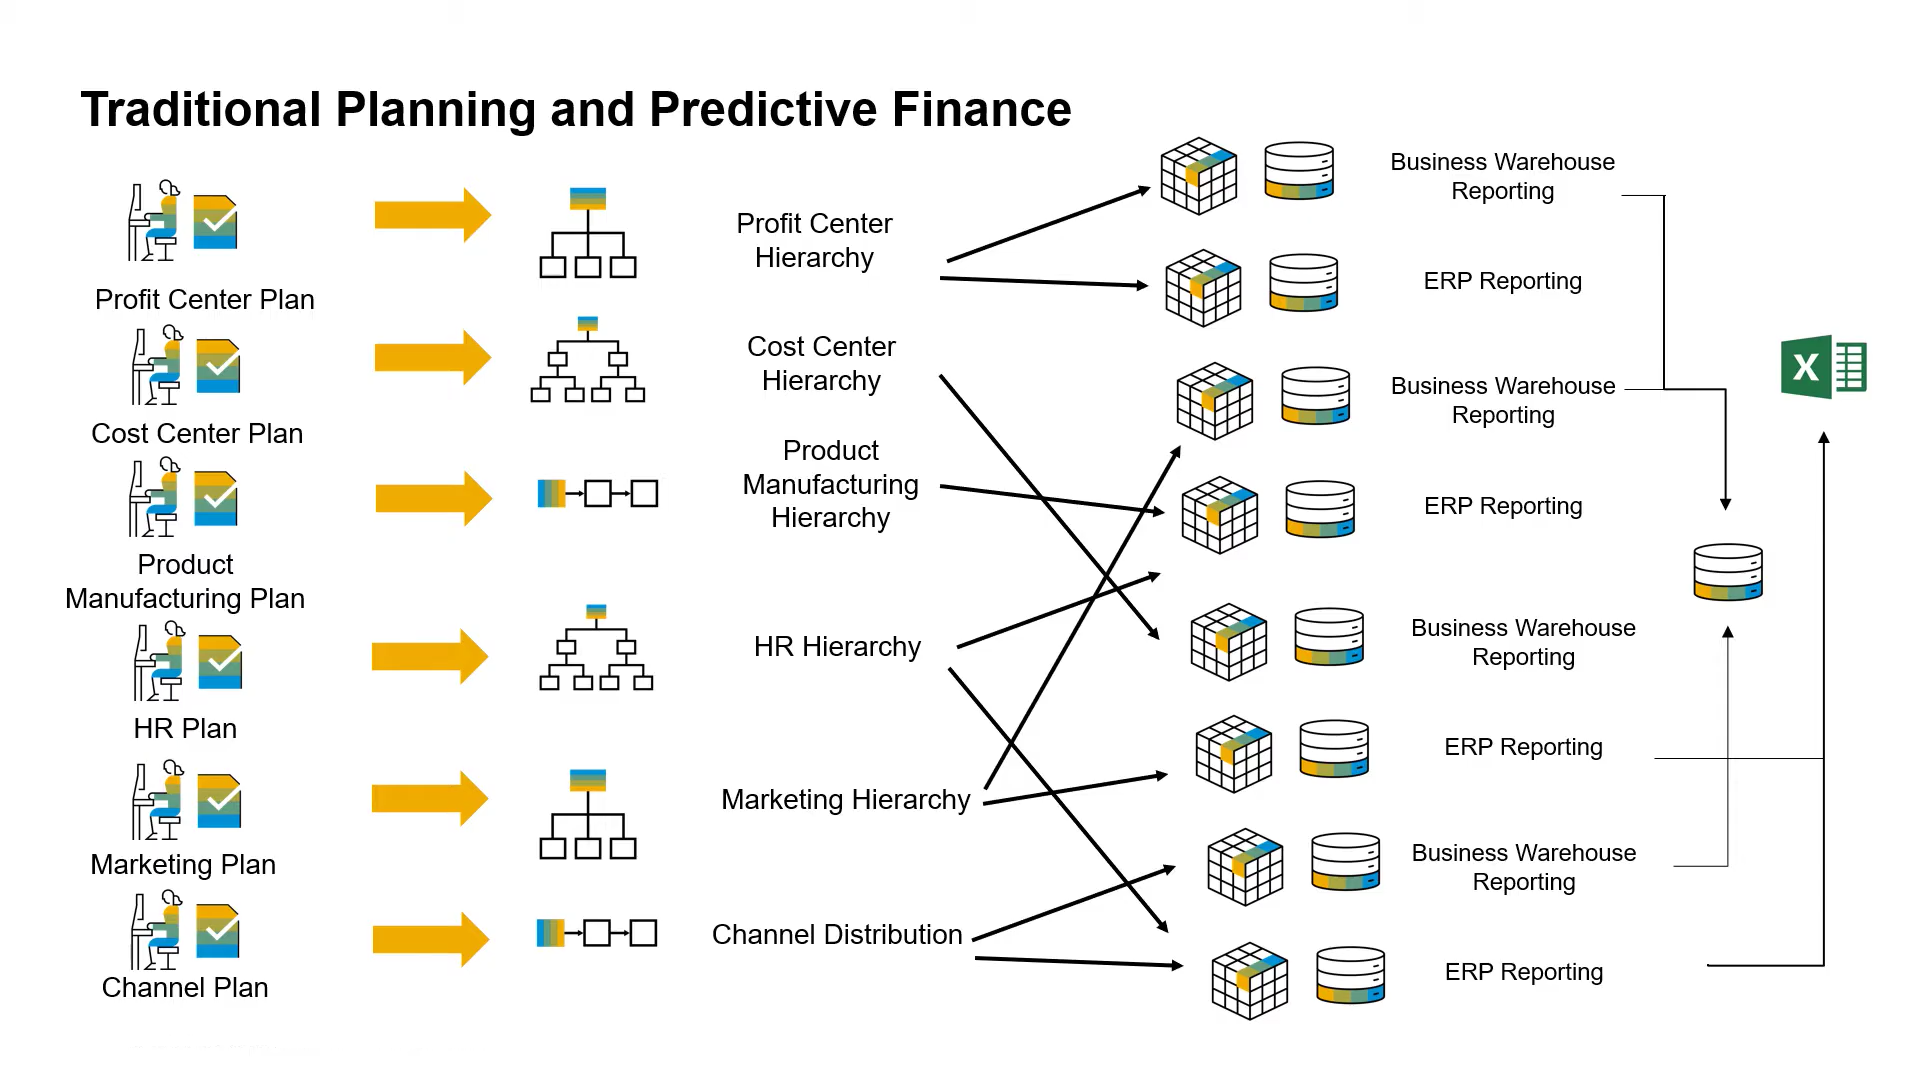 Traditional Planning and Predictive Finance
Profit Center Plan
Cost Center Plan
Product
Manufacturing Plan
HR Plan
Marketing Plan
Channel Plan
Profit Center
Hierarchy
Cost Center
Hierarchy
Product
Manufacturing
Hierarchy
HR Hierarchy
Marketing Hierarchy
Channel Distribution
Business Warehouse
Reporting
ERP Reporting
Business Warehouse
Reporting
ERP Reporting
Business Warehouse
Reporting
ERP Reporting
Business Warehouse
Reporting
ERP Reporting
X